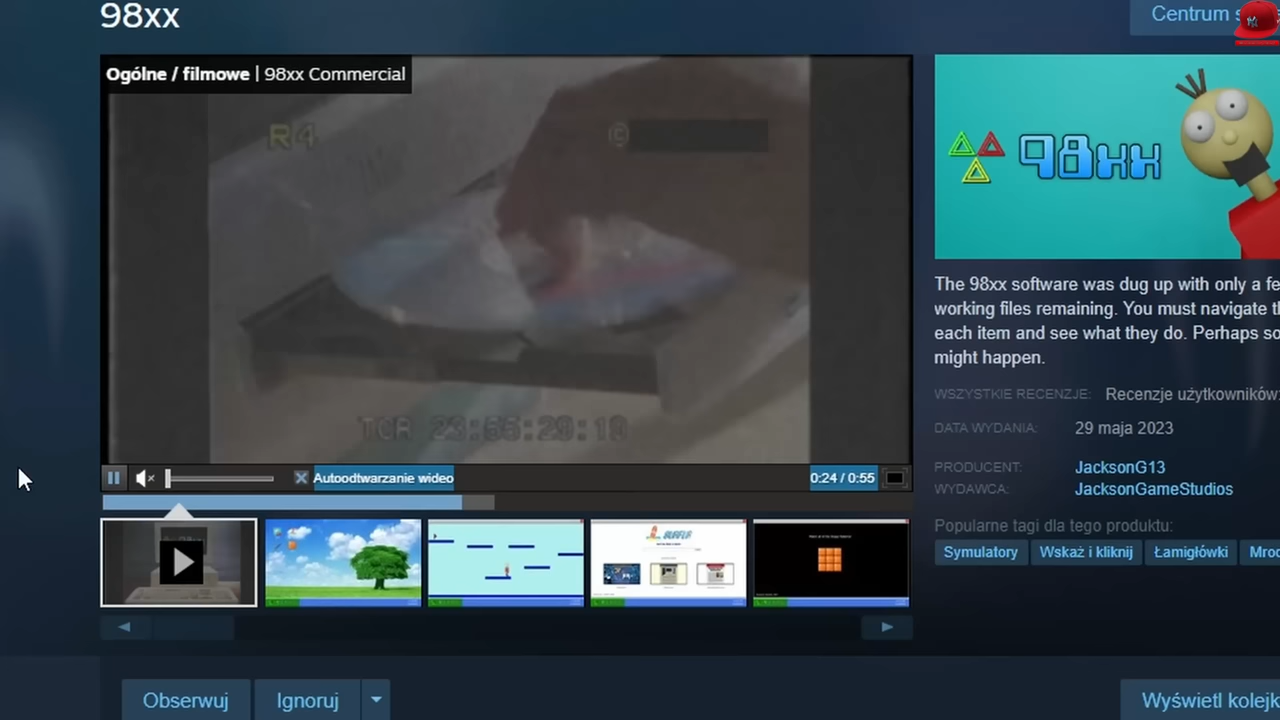 98xx
Centrum
Ogólne / filmowe | 98xx Commercial
R4
©
TCR 23:55:29:19
98xx
The 98xx software was dug up with only a fe
working files remaining. You must navigate t
each item and see what they do. Perhaps so
might happen.
WSZYSTKIE RECENZJE: Recenzje użytkowników:
DATA WYDANIA: 29 maja 2023
PRODUCENT: JacksonG13
WYDAWCA: JacksonGameStudios
Popularne tagi dla tego produktu:
Symulatory Wskaż i kliknij Łamigłówki Mroc
Autoodtwarzanie wideo 0:24 / 0:55
Obserwuj Ignoruj Wyświetl kolejk